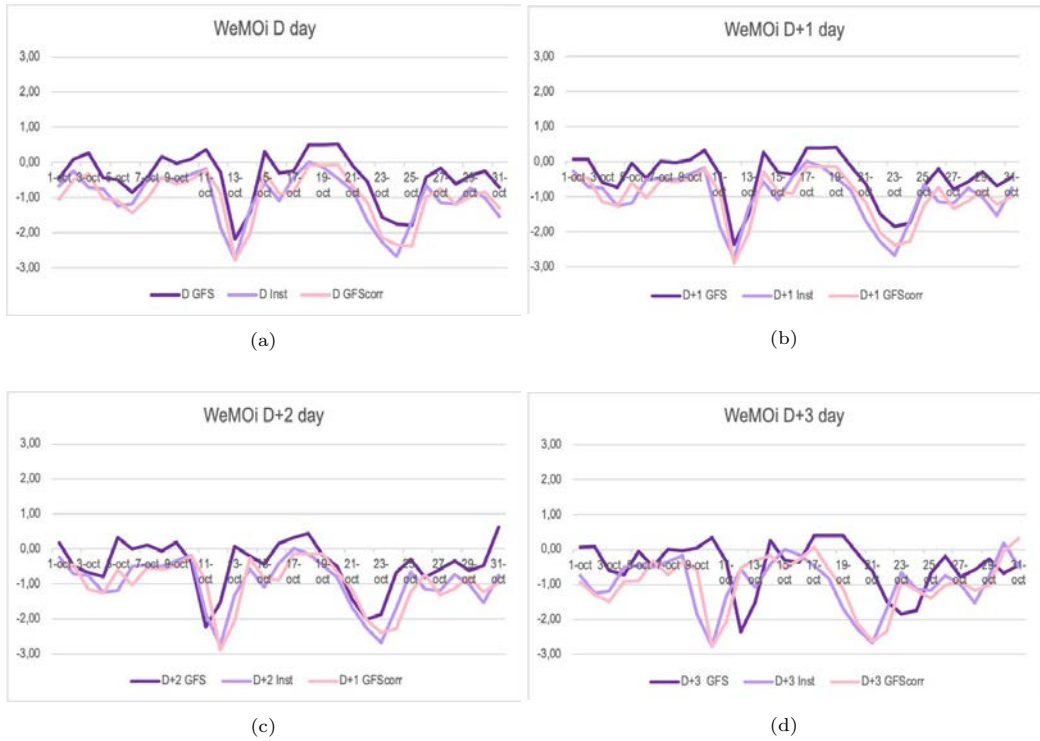 WeMOi D day
3,00
2,00
1,00
0,00
-1,00
-2,00
-3,00
1-oct 3-oct 5-oct 7-oct 9-oct 11-oct 13-oct 15-oct 17-oct 19-oct 21-oct 23-oct 25-oct 27-oct 29-oct 31-oct
D GFS D Inst D GFScorr
(a)
WeMOi D+1 day
3,00
2,00
1,00
0,00
-1,00
-2,00
-3,00
1-oct 3-oct 5-oct 7-oct 9-oct 11-oct 13-oct 15-oct 17-oct 19-oct 21-oct 23-oct 25-oct 27-oct 29-oct 31-oct
D+1 GFS D+1 Inst D+1 GFScorr
(b)
WeMOi D+2 day
3,00
2,00
1,00
0,00
-1,00
-2,00
-3,00
1-oct 3-oct 5-oct 7-oct 9-oct 11-oct 13-oct 15-oct 17-oct 19-oct 21-oct 23-oct 25-oct 27-oct 29-oct 31-oct
D+2 GFS D+2 Inst D+1 GFScorr
(c)
WeMOi D+3 day
3,00
2,00
1,00
0,00
-1,00
-2,00
-3,00
1-oct 3-oct 5-oct 7-oct 9-oct 11-oct 13-oct 15-oct 17-oct 19-oct 21-oct 23-oct 25-oct 27-oct 29-oct 31-oct
D+3 GFS D+3 Inst D+3 GFScorr
(d)